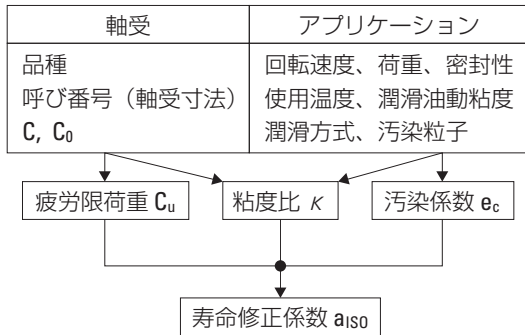 軸受
アプリケーション
品種
呼び番号（軸受寸法）
C, C₀
回転速度、荷重、密封性
使用温度、潤滑油動粘度
潤滑方式、汚染粒子
疲労限荷重 Cu
粘度比 κ
汚染係数 ec
寿命修正係数 aISO